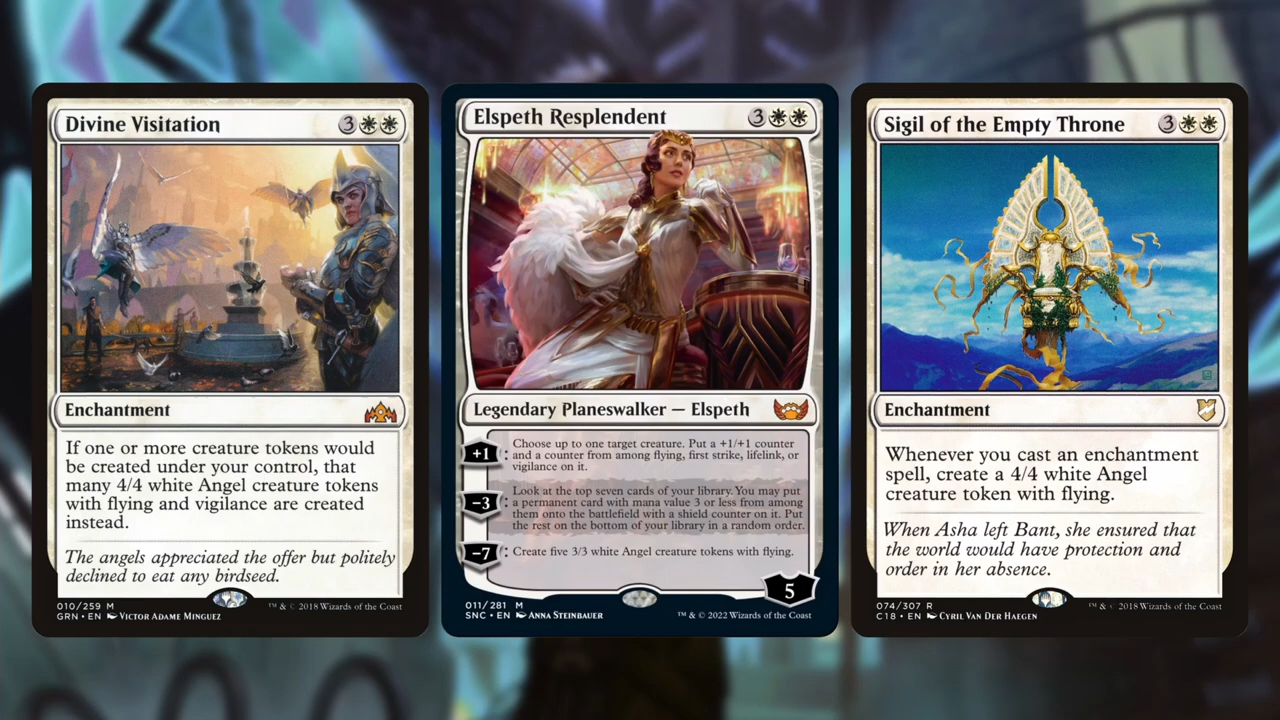 Divine Visitation
3
Enchantment
If one or more creature tokens would
be created under your control, that
many 4/4 white Angel creature tokens
with flying and vigilance are created
instead.
The angels appreciated the offer but politely
declined to eat any birdseed.
010/259 M
GRN • EN VICTOR ADAME MINGUEZ
™ & © 2018 Wizards of the Coast
Elspeth Resplendent
3
Legendary Planeswalker — Elspeth
+1: Choose up to one target creature. Put a +1/+1 counter
and a counter from among flying, first strike, lifelink, or
vigilance on it.
−3: Look at the top seven cards of your library. You may put
a permanent card with mana value 3 or less from among
them onto the battlefield with a shield counter on it. Put
the rest on the bottom of your library in a random order.
−7: Create five 3/3 white Angel creature tokens with flying.
5
011/281 M
SNC • EN ANNA STEINBAUER
™ & © 2022 Wizards of the Coast
Sigil of the Empty Throne
3
Enchantment
Whenever you cast an enchantment
spell, create a 4/4 white Angel
creature token with flying.
When Asha left Bant, she ensured that
the world would have protection and
order in her absence.
074/307 R
C18 • EN CYRIL VAN DER HAEGEN
™ & © 2018 Wizards of the Coast